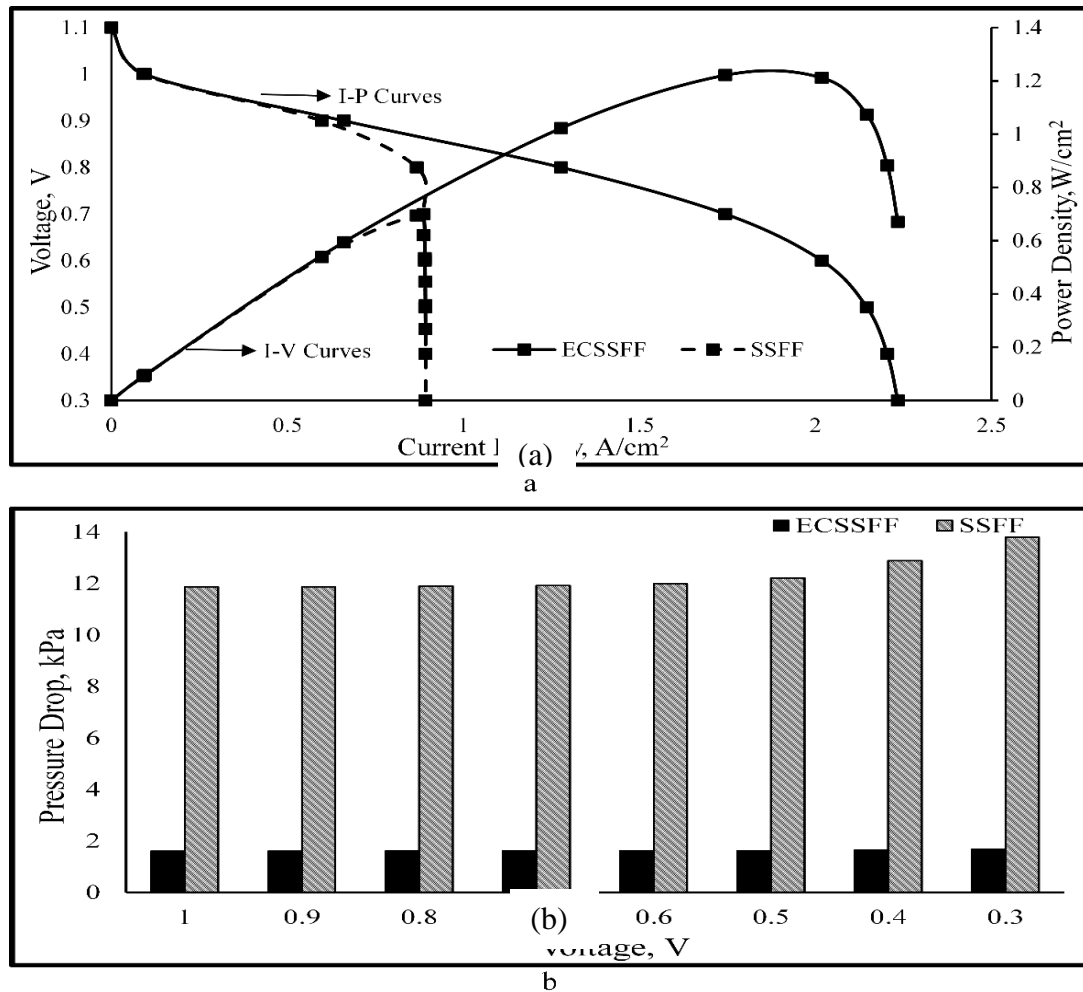 1.1
1
0.9
0.8
0.7
0.6
0.5
0.4
0.3
Voltage, V
1.4
1.2
1
0.8
0.6
0.4
0.2
0
Power Density, W/cm²
I-P Curves
I-V Curves
ECSSFF
SSFF
0 0.5 1 1.5 2 2.5
Current A/cm²
(a)
a
14
12
10
8
6
4
2
0
Pressure Drop, kPa
ECSSFF
SSFF
1 0.9 0.8 0.6 0.5 0.4 0.3
(b)
Voltage, V
b